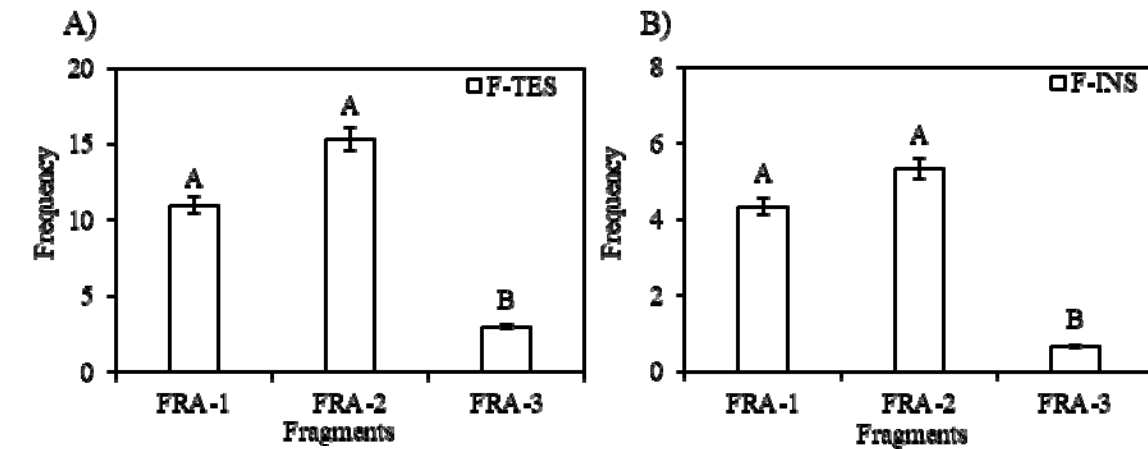 A)
20
15
10
5
0
Frequency
F-TES
A
A
B
FRA-1 FRA-2 FRA-3
Fragments
B)
8
6
4
2
0
Frequency
F-INS
A
A
B
FRA-1 FRA-2 FRA-3
Fragments